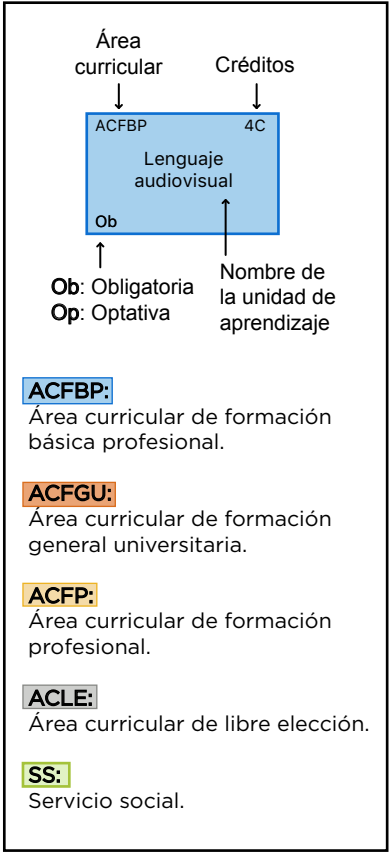 Área
curricular
Créditos
ACFBP 4C
Lenguaje
audiovisual
Ob
Ob: Obligatoria
Op: Optativa
Nombre de
la unidad de
aprendizaje
ACFBP:
Área curricular de formación
básica profesional.
ACFGU:
Área curricular de formación
general universitaria.
ACFP:
Área curricular de formación
profesional.
ACLE:
Área curricular de libre elección.
SS:
Servicio social.